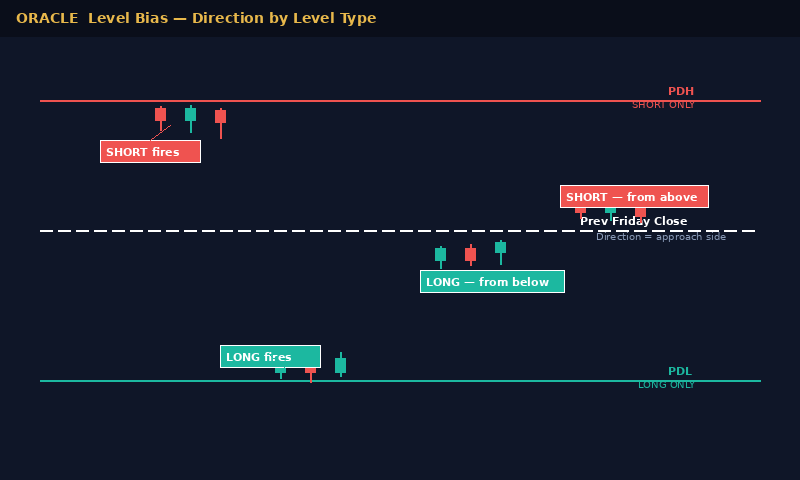 ORACLE  Level Bias — Direction by Level Type
PDH
SHORT ONLY
SHORT fires
SHORT — from above
Prev Friday Close
Direction = approach side
LONG — from below
LONG fires
PDL
LONG ONLY